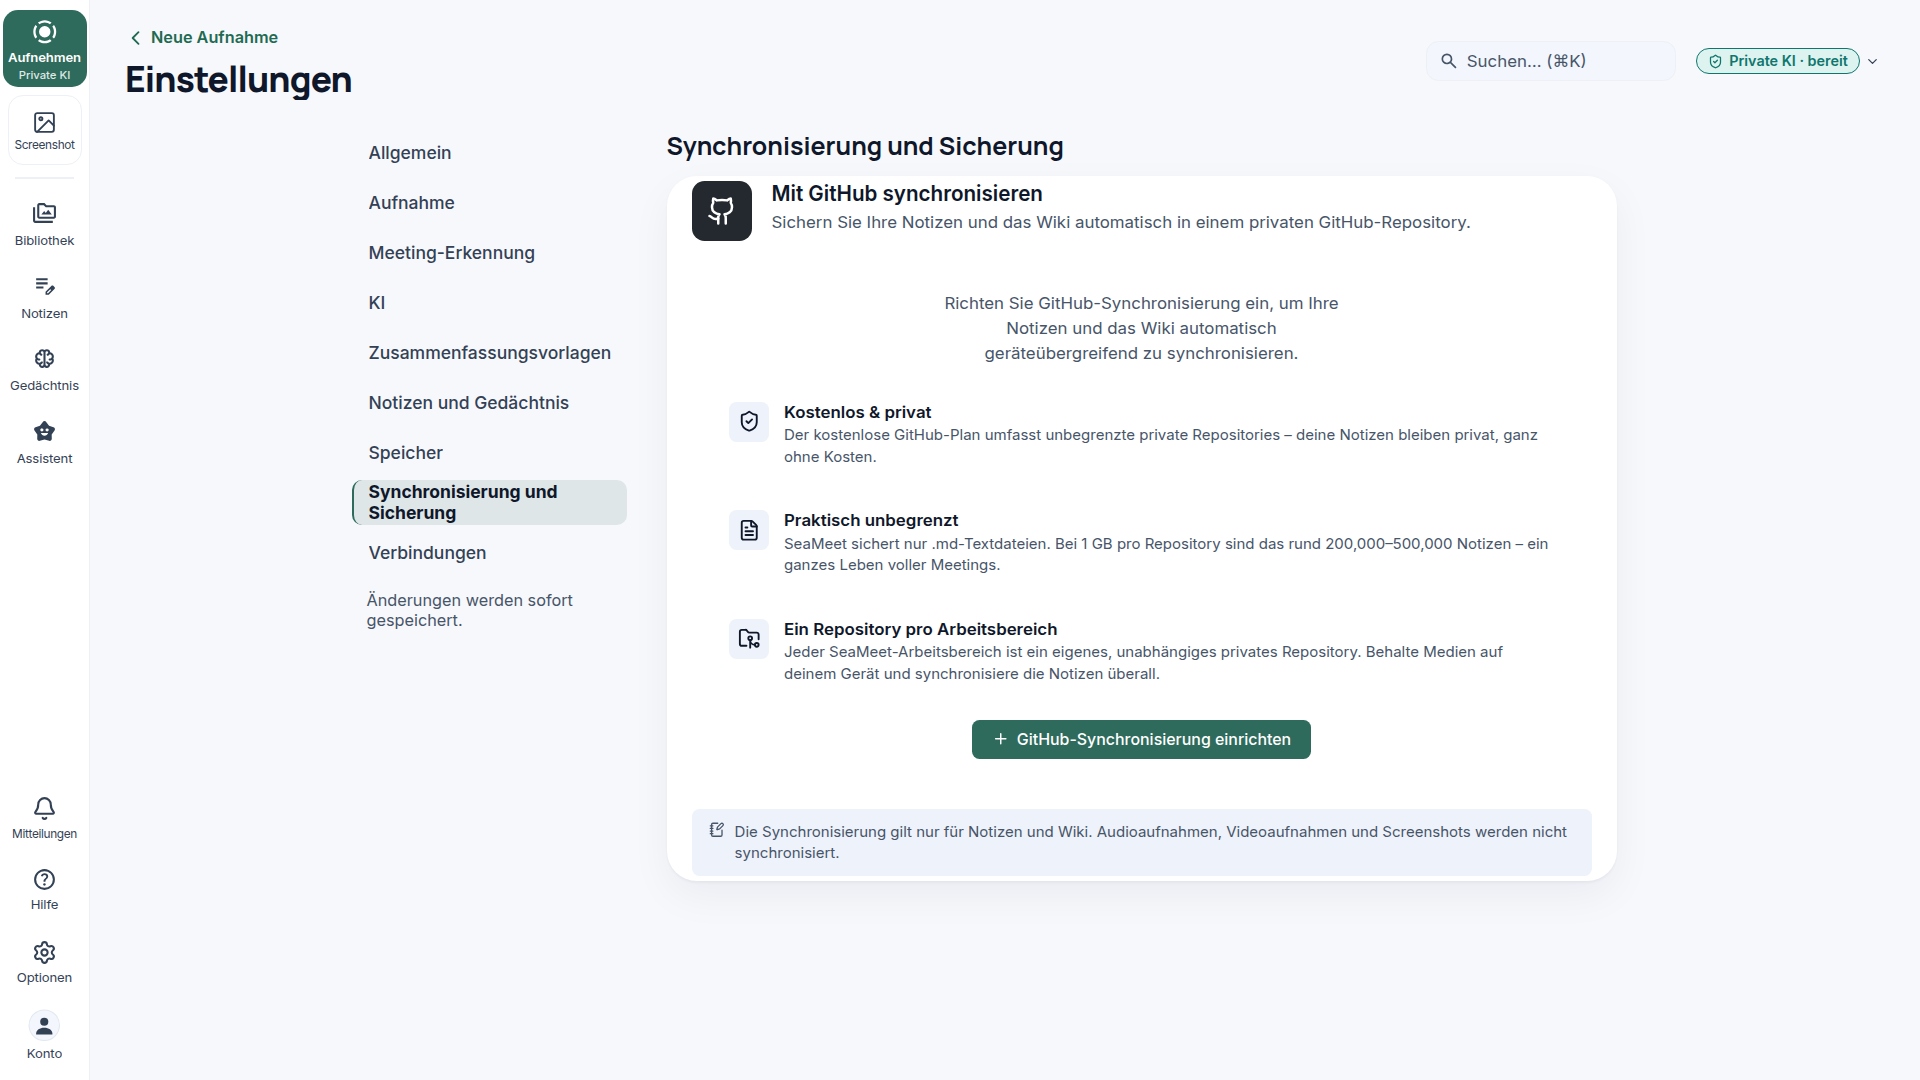 Aufnehmen
Private KI
Screenshot
Bibliothek
Notizen
Gedächtnis
Assistent
Mitteilungen
Hilfe
Optionen
Konto
Neue Aufnahme
Einstellungen
Suchen... (⌘K)
Private KI · bereit
Allgemein
Aufnahme
Meeting-Erkennung
KI
Zusammenfassungsvorlagen
Notizen und Gedächtnis
Speicher
Synchronisierung und
Sicherung
Verbindungen
Änderungen werden sofort
gespeichert.
Synchronisierung und Sicherung
Mit GitHub synchronisieren
Sichern Sie Ihre Notizen und das Wiki automatisch in einem privaten GitHub-Repository.
Richten Sie GitHub-Synchronisierung ein, um Ihre
Notizen und das Wiki automatisch
geräteübergreifend zu synchronisieren.
Kostenlos & privat
Der kostenlose GitHub-Plan umfasst unbegrenzte private Repositories – deine Notizen bleiben privat, ganz
ohne Kosten.
Praktisch unbegrenzt
SeaMeet sichert nur .md-Textdateien. Bei 1 GB pro Repository sind das rund 200,000–500,000 Notizen – ein
ganzes Leben voller Meetings.
Ein Repository pro Arbeitsbereich
Jeder SeaMeet-Arbeitsbereich ist ein eigenes, unabhängiges privates Repository. Behalte Medien auf
deinem Gerät und synchronisiere die Notizen überall.
GitHub-Synchronisierung einrichten
Die Synchronisierung gilt nur für Notizen und Wiki. Audioaufnahmen, Videoaufnahmen und Screenshots werden nicht
synchronisiert.